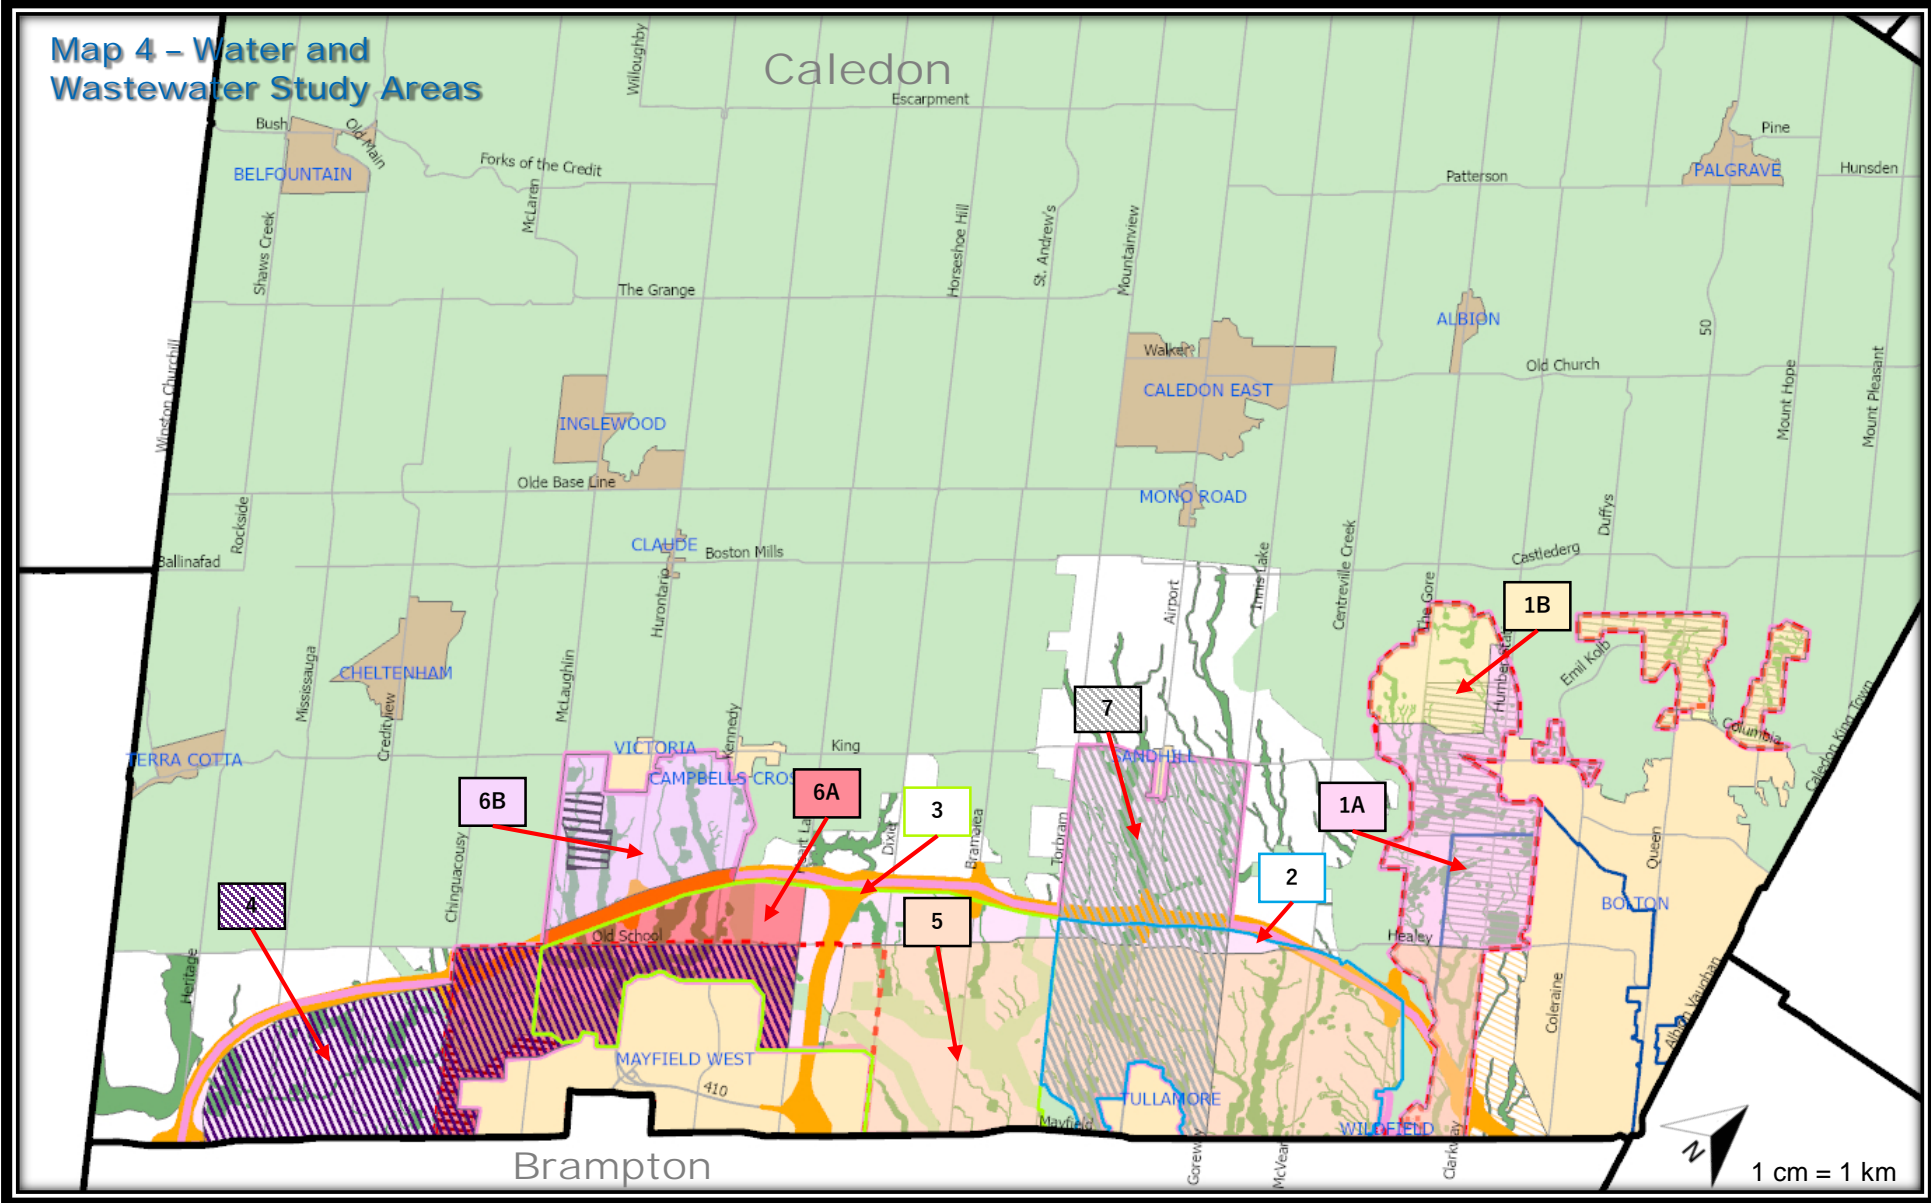 Map 4 – Water and
Wastewater Study Areas
Caledon
Willoughby
Escarpment
Bush
Old Main
BELFOUNTAIN
Forks of the Credit
McLaren
Shaws Creek
Pine
PALGRAVE
Hunsden
Patterson
Horseshoe Hill
St. Andrew's
Mountainview
The Grange
ALBION
50
Winston Churchill
Walker
Old Church
CALEDON EAST
Mount Hope
Mount Pleasant
INGLEWOOD
Olde Base Line
MONO ROAD
Rockside
CLAUDE
Boston Mills
Duffys
Castlederg
Ballinafad
Hurontario
Airport
Innis Lake
Centreville Creek
The Gore
1B
Emil Kolb
CHELTENHAM
Mississauga
Creditview
McLaughlin
Kennedy
7
Columbia
Caledon King Town
TERRA COTTA
VICTORIA
King
SANDHILL
6B
6A
3
1A
Dixie
Bramalea
Torbram
Queen
Chinguacousy
2
4
5
BOLTON
Old School
Healey
Heritage
Coleraine
Albion Vaughan
MAYFIELD WEST
410
TULLAMORE
Mayfield
WILDFIELD
Goreway
McVean
Clarkway
Brampton
N
1 cm = 1 km